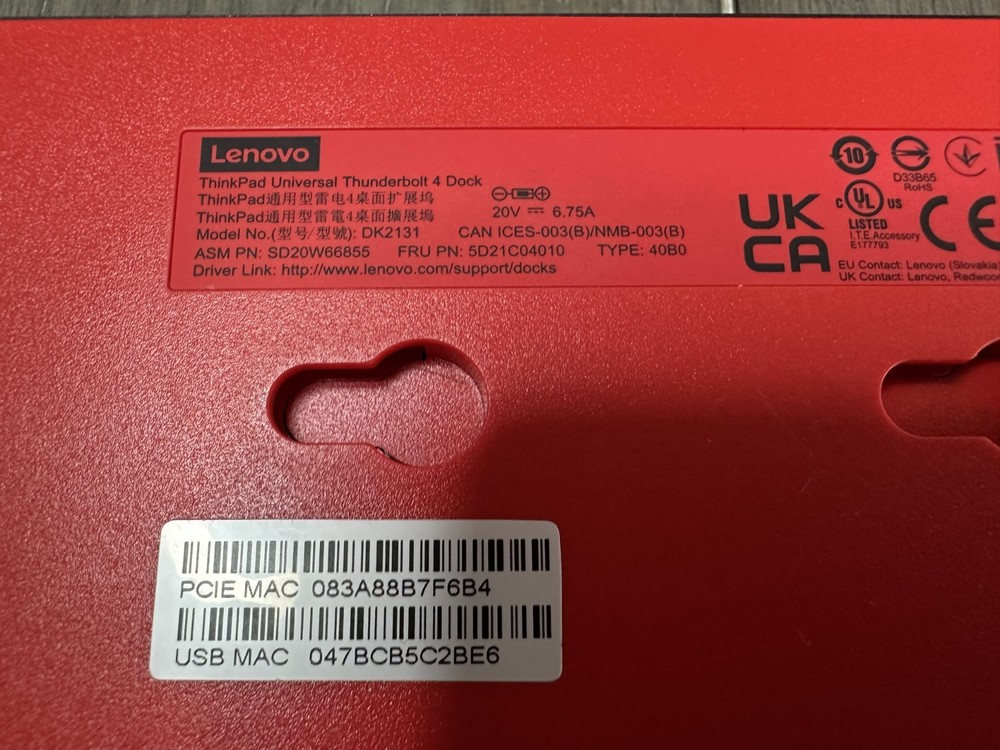 Lenovo
ThinkPad Universal Thunderbolt 4 Dock
ThinkPad通用型雷电4桌面扩展坞
ThinkPad通用型雷電4桌面擴展塢
20V ⎓ 6.75A
Model No.(型号/型號): DK2131 CAN ICES-003(B)/NMB-003(B)
ASM PN: SD20W66855 FRU PN: 5D21C04010 TYPE: 40B0
Driver Link: http://www.lenovo.com/support/docks
UK
CA
10
D33B65
RoHS
c UL US
LISTED
I.T.E. Accessory
E177793
CE
EU Contact: Lenovo (Slovakia)
UK Contact: Lenovo, Redwoo
PCIE MAC 083A88B7F6B4
USB MAC 047BCB5C2BE6